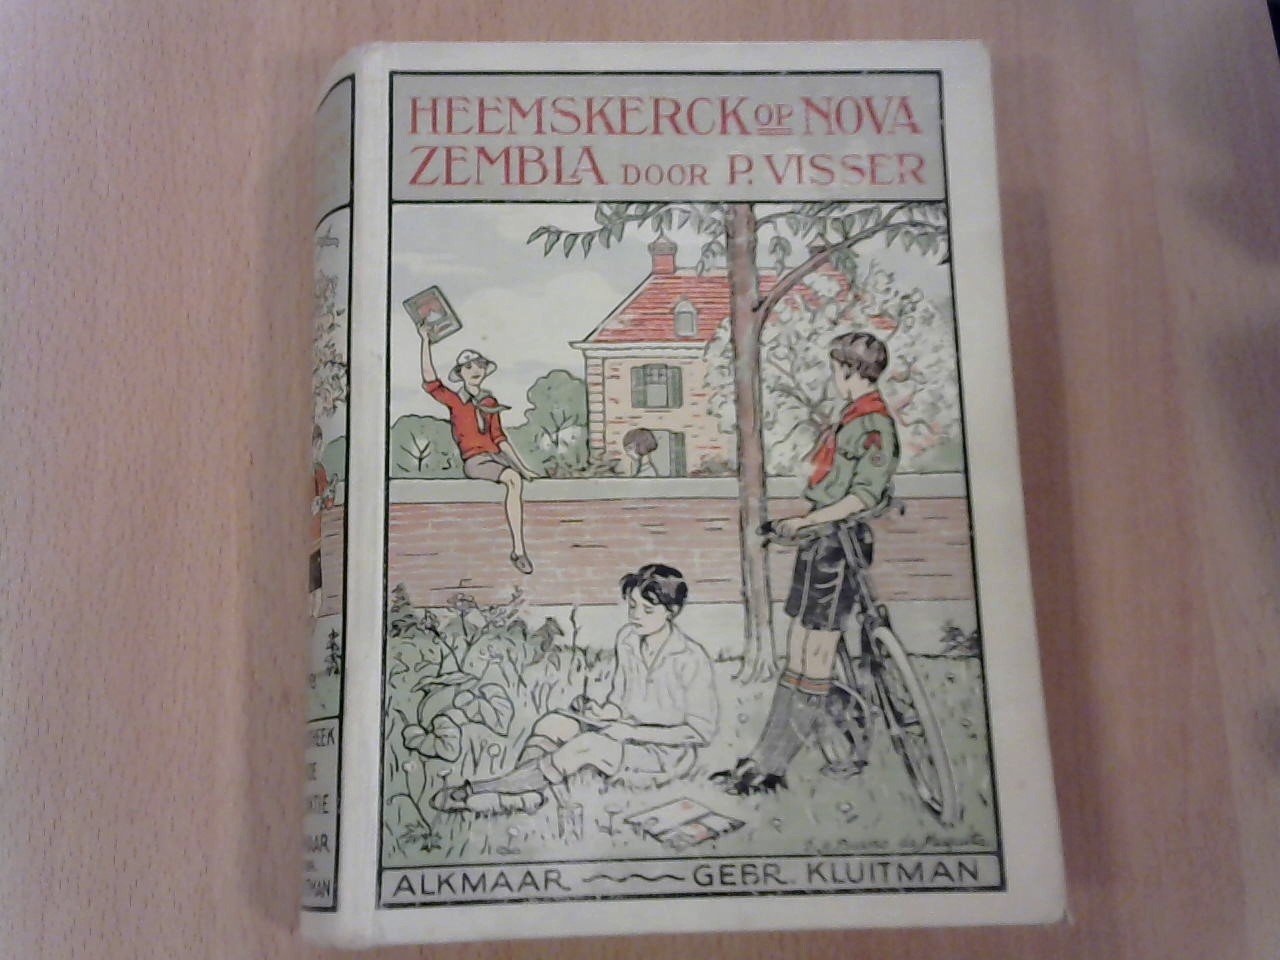 HEEMSKERCK OP NOVA
ZEMBLA DOOR P. VISSER
ALKMAAR GEBR. KLUITMAN